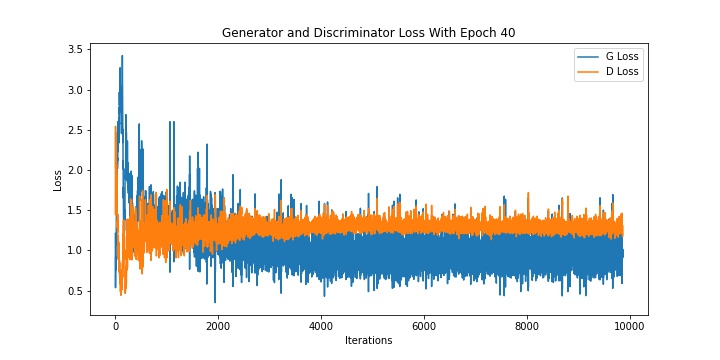 Generator and Discriminator Loss With Epoch 40
G Loss
D Loss
Loss
3.5
3.0
2.5
2.0
1.5
1.0
0.5
0 2000 4000 6000 8000 10000
Iterations